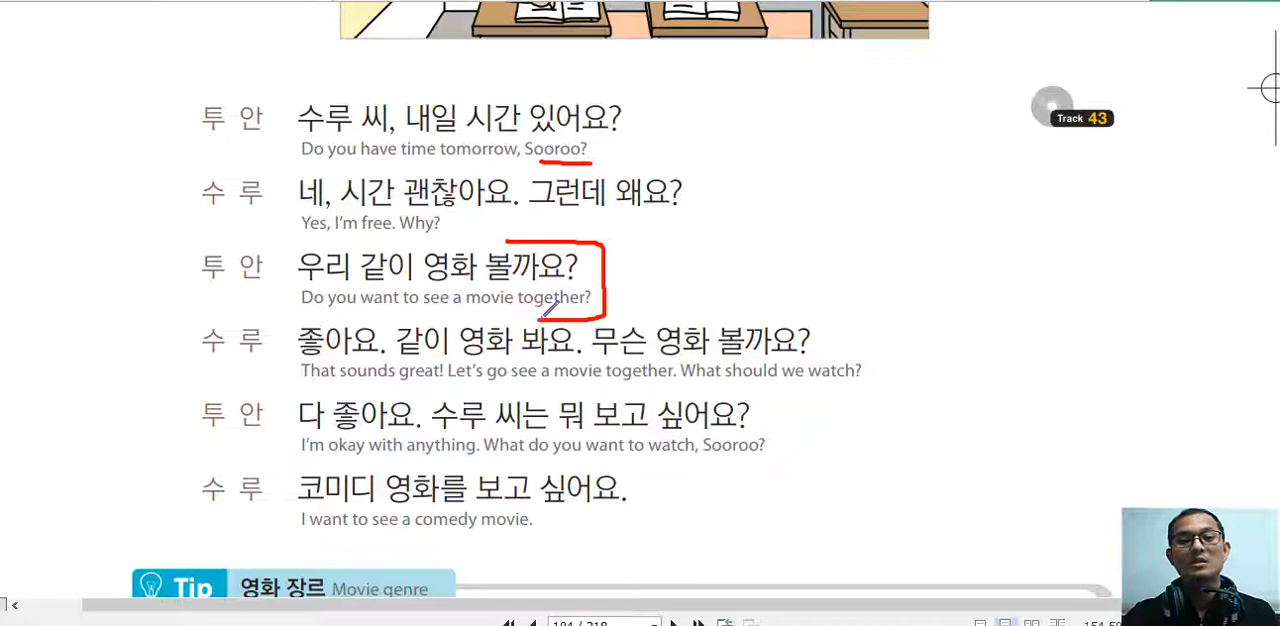 Track 43
투 안 수루 씨, 내일 시간 있어요?
Do you have time tomorrow, Sooroo?
수 루 네, 시간 괜찮아요. 그런데 왜요?
Yes, I'm free. Why?
투 안 우리 같이 영화 볼까요?
Do you want to see a movie together?
수 루 좋아요. 같이 영화 봐요. 무슨 영화 볼까요?
That sounds great! Let's go see a movie together. What should we watch?
투 안 다 좋아요. 수루 씨는 뭐 보고 싶어요?
I'm okay with anything. What do you want to watch, Sooroo?
수 루 코미디 영화를 보고 싶어요.
I want to see a comedy movie.
Tip 영화 장르 Movie genre